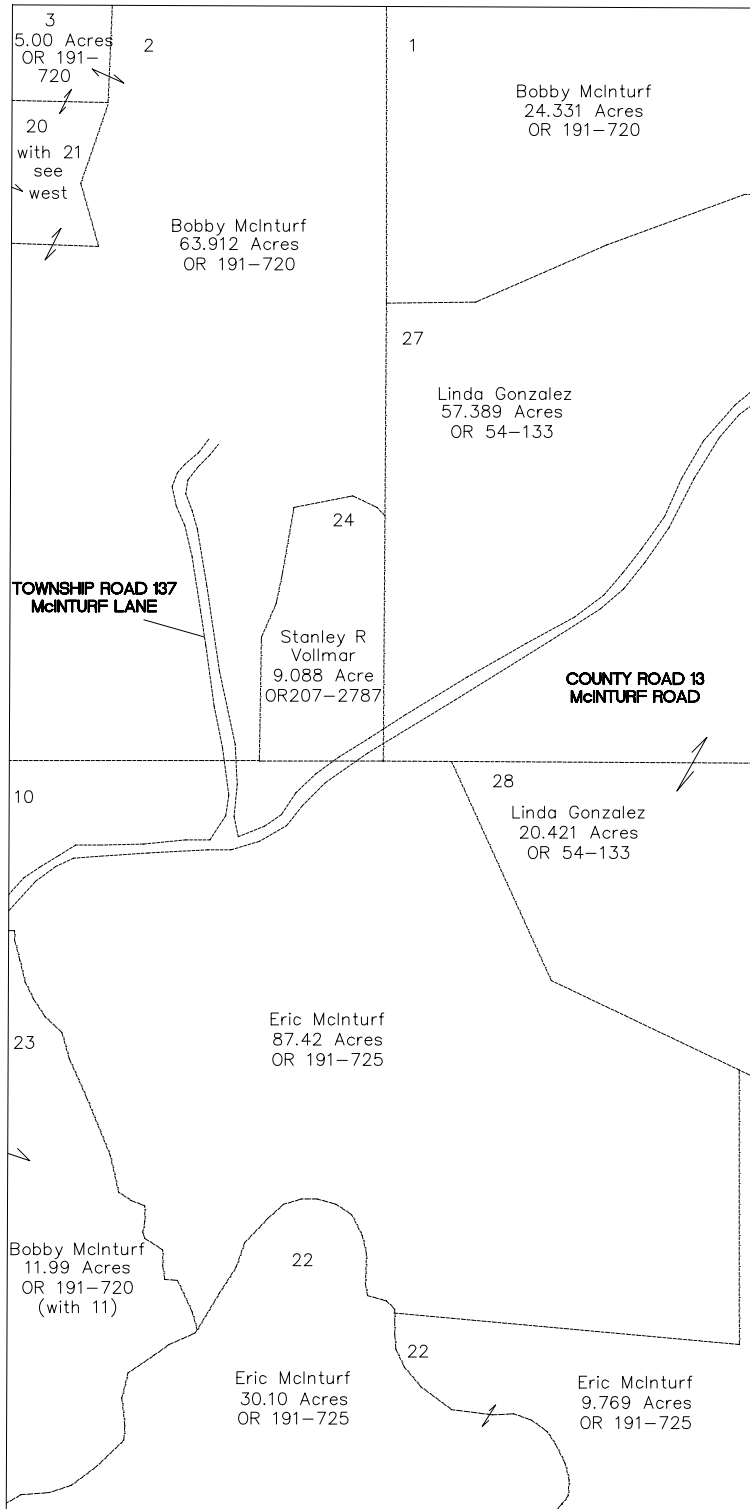 3
5.00 Acres
OR 191-
720
2
1
Bobby McInturf
24.331 Acres
OR 191-720
20
with 21
see
west
Bobby McInturf
63.912 Acres
OR 191-720
27
Linda Gonzalez
57.389 Acres
OR 54-133
24
TOWNSHIP ROAD 137
McINTURF LANE
Stanley R
Vollmar
9.088 Acre
OR207-2787
COUNTY ROAD 13
McINTURF ROAD
10
28
Linda Gonzalez
20.421 Acres
OR 54-133
Eric McInturf
87.42 Acres
OR 191-725
23
Bobby McInturf
11.99 Acres
OR 191-720
(with 11)
22
22
Eric McInturf
30.10 Acres
OR 191-725
Eric McInturf
9.769 Acres
OR 191-725